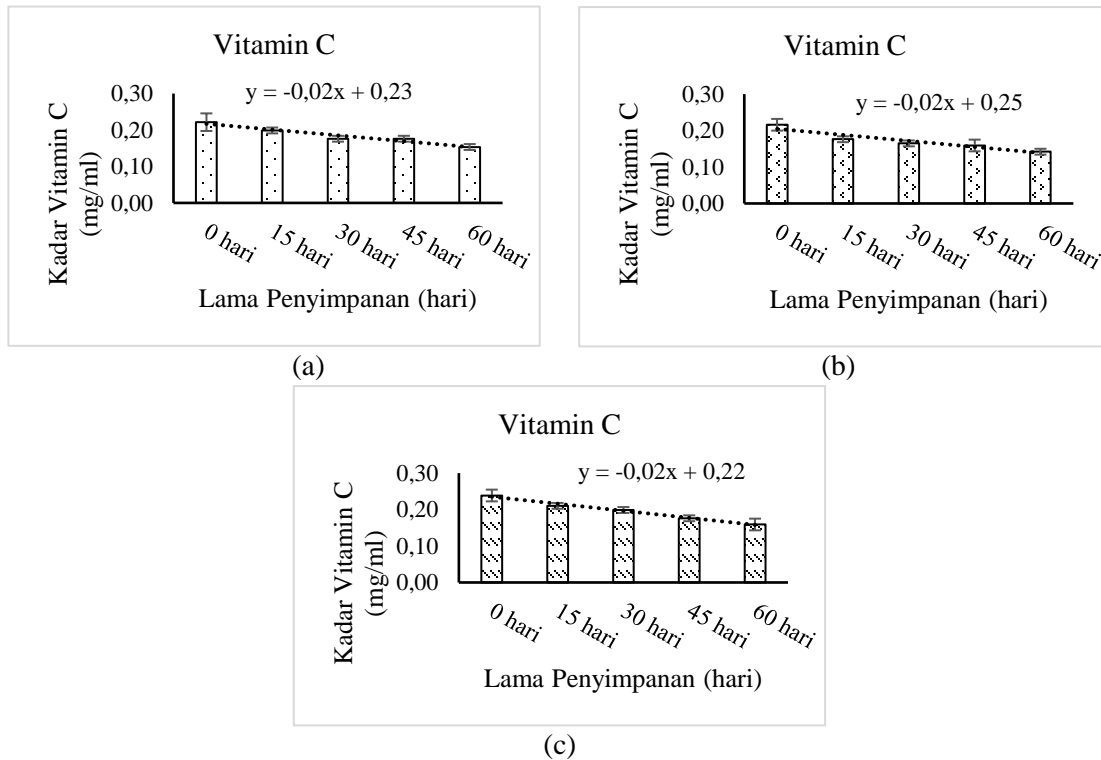 Vitamin C
y = -0,02x + 0,23
0,30
0,20
0,10
0,00
Kadar Vitamin C
(mg/ml)
0 hari
15 hari
30 hari
45 hari
60 hari
Lama Penyimpanan (hari)
(a)
Vitamin C
y = -0,02x + 0,25
0,30
0,20
0,10
0,00
Kadar Vitamin C
(mg/ml)
0 hari
15 hari
30 hari
45 hari
60 hari
Lama Penyimpanan (hari)
(b)
Vitamin C
y = -0,02x + 0,22
0,30
0,20
0,10
0,00
Kadar Vitamin C
(mg/ml)
0 hari
15 hari
30 hari
45 hari
60 hari
Lama Penyimpanan (hari)
(c)